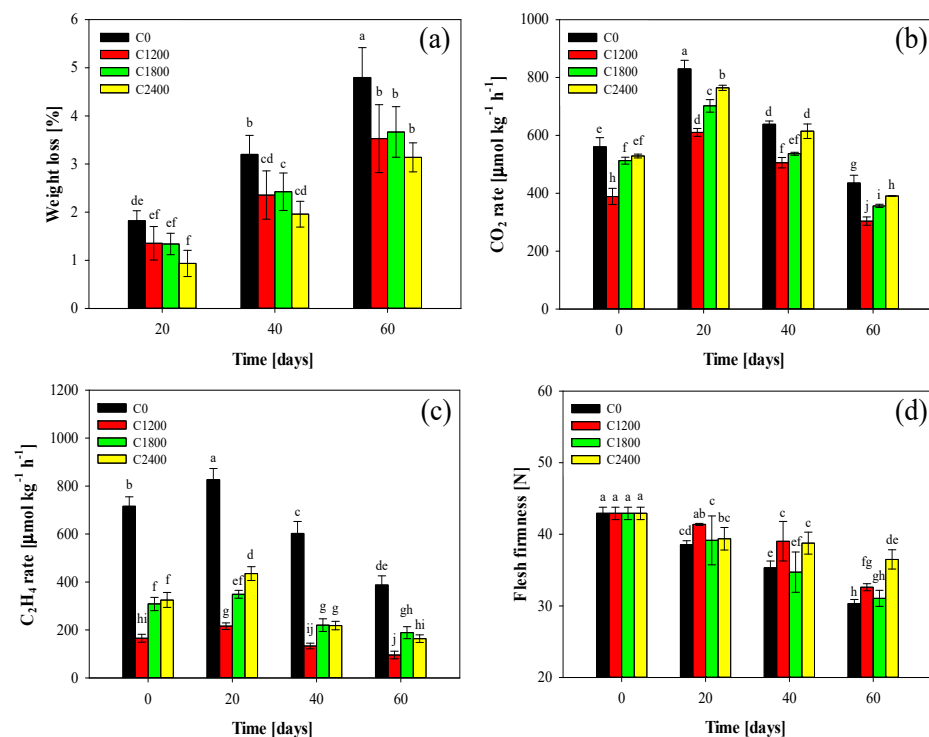 (a)
C0
C1200
C1800
C2400
Weight loss [%]
6
5
4
3
2
1
0
de ef ef f
b cd c cd
a b b b
20 40 60
Time [days]
(b)
C0
C1200
C1800
C2400
CO₂ rate [µmol kg⁻¹ h⁻¹]
1000
800
600
400
200
0
e h f ef
a d c b
d f ef d
g j i h
0 20 40 60
Time [days]
(c)
C0
C1200
C1800
C2400
C₂H₄ rate [µmol kg⁻¹ h⁻¹]
1200
1000
800
600
400
200
0
b hi f f
a g ef d
c ij g g
de j gh hi
0 20 40 60
Time [days]
(d)
C0
C1200
C1800
C2400
Flesh firmness [N]
60
50
40
30
20
a a a a
cd ab c bc
e c ef c
h fg gh de
0 20 40 60
Time [days]